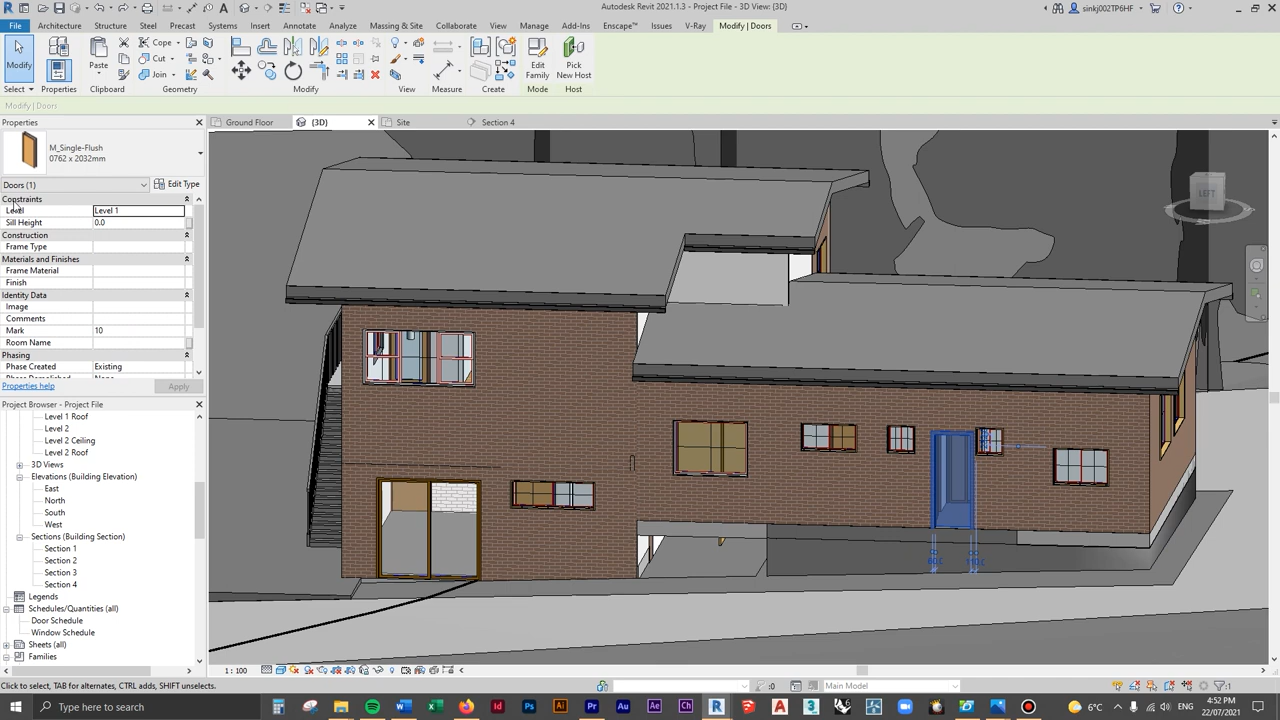 Autodesk Revit 2021.1.3 - Project File - 3D View: {3D}
sinkj002TP6HF
File Architecture Structure Steel Precast Systems Insert Annotate Analyze Massing & Site Collaborate View Manage Add-Ins Enscape™ Issues V-Ray Modify | Doors
Modify Paste Cope Cut Join Edit Family Pick New Host
Select Properties Clipboard Geometry Modify View Measure Create Mode Host
Modify | Doors
Properties
Ground Floor {3D} Site Section 4
M_Single-Flush
0762 x 2032mm
Doors (1) Edit Type
Constraints
Level Level 1
Sill Height 0.0
Construction
Frame Type
Materials and Finishes
Frame Material
Finish
Identity Data
Image
Comments
Mark 10
Room Name
Phasing
Phase Created Existing
Properties help Apply
Project Browser - Project File
Level 1 Roof
Level 2
Level 2 Ceiling
Level 2 Roof
3D Views
Elevations (Building Elevation)
East
North
South
West
Sections (Building Section)
Section 1
Section 2
Section 3
Section 4
Legends
Schedules/Quantities (all)
Door Schedule
Window Schedule
Sheets (all)
Families
LEFT
1 : 100
Click to select, TAB for alternates, CTRL adds, SHIFT unselects.
:0 Main Model :1
Type here to search
6°C ENG 4:52 PM
22/07/2021